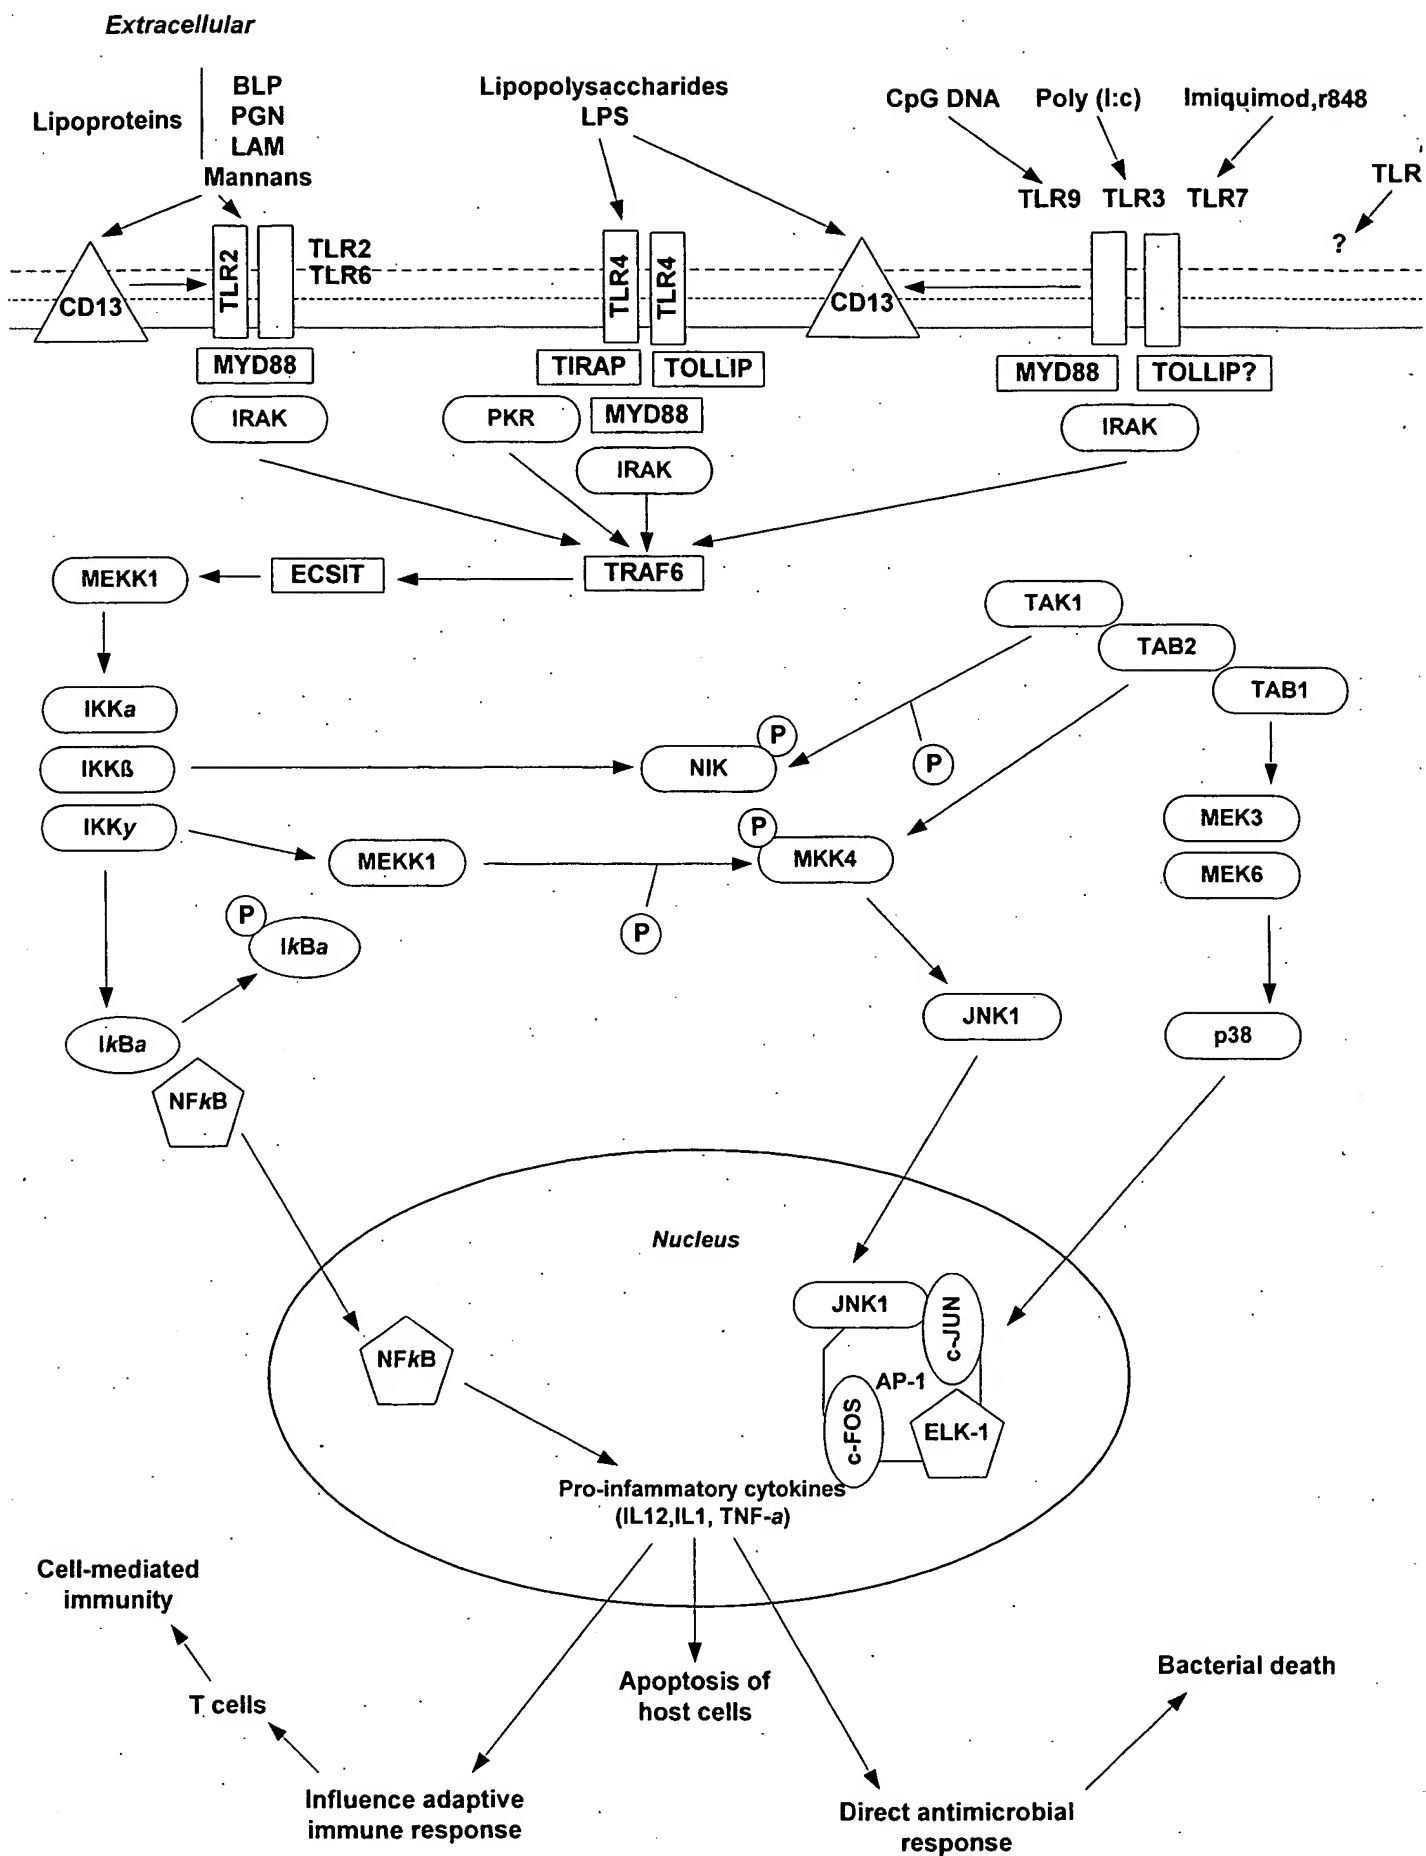 Extracellular
BLP
PGN
LAM
Lipoproteins
Mannans
Lipopolysaccharides
LPS
CpG DNA
Poly (I:c)
Imiquimod,r848
TLR9
TLR3
TLR7
TLR
?
CD13
TLR2
TLR2
TLR6
TLR4
TLR4
CD13
MYD88
IRAK
TIRAP
TOLLIP
PKR
MYD88
IRAK
MYD88
TOLLIP?
IRAK
MEKK1
ECSIT
TRAF6
TAK1
TAB2
TAB1
IKKa
IKKß
IKKy
NIK
P
P
MEKK1
P
P
MKK4
MEK3
MEK6
P
IkBa
IkBa
NFkB
JNK1
p38
Nucleus
NFkB
JNK1
c-JUN
AP-1
c-FOS
ELK-1
Pro-infammatory cytokines
(IL12,IL1, TNF-a)
Cell-mediated
immunity
T cells
Influence adaptive
immune response
Apoptosis of
host cells
Direct antimicrobial
response
Bacterial death